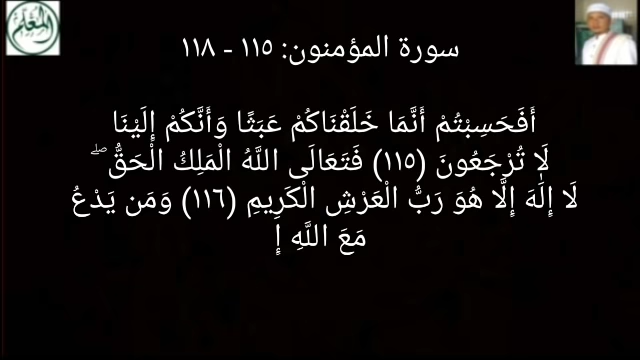 سورة المؤمنون: ١١٥ - ١١٨
أَفَحَسِبْتُمْ أَنَّمَا خَلَقْنَاكُمْ عَبَثًا وَأَنَّكُمْ إِلَيْنَا
لَا تُرْجَعُونَ (١١٥) فَتَعَالَى اللَّهُ الْمَلِكُ الْحَقُّ ۖ
لَا إِلَٰهَ إِلَّا هُوَ رَبُّ الْعَرْشِ الْكَرِيمِ (١١٦) وَمَن يَدْعُ
مَعَ اللَّهِ إِ